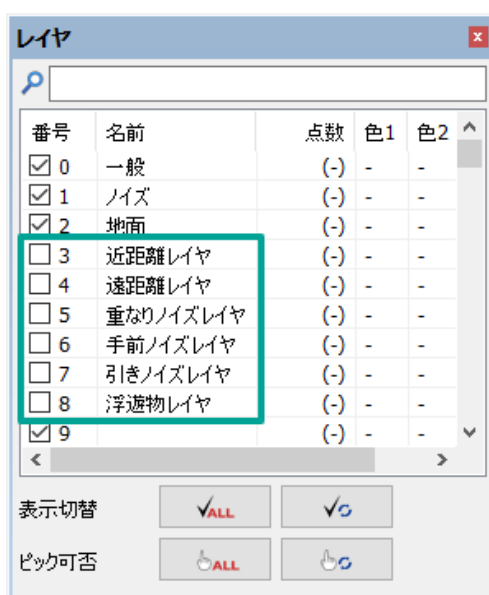 レイヤ
番号 名前 点数 色1 色2
0 一般 (-) - -
1 ノイズ (-) - -
2 地面 (-) - -
3 近距離レイヤ (-) - -
4 遠距離レイヤ (-) - -
5 重なりノイズレイヤ (-) - -
6 手前ノイズレイヤ (-) - -
7 引きノイズレイヤ (-) - -
8 浮遊物レイヤ (-) - -
9 (-) - -
表示切替 ALL
ピック可否 ALL